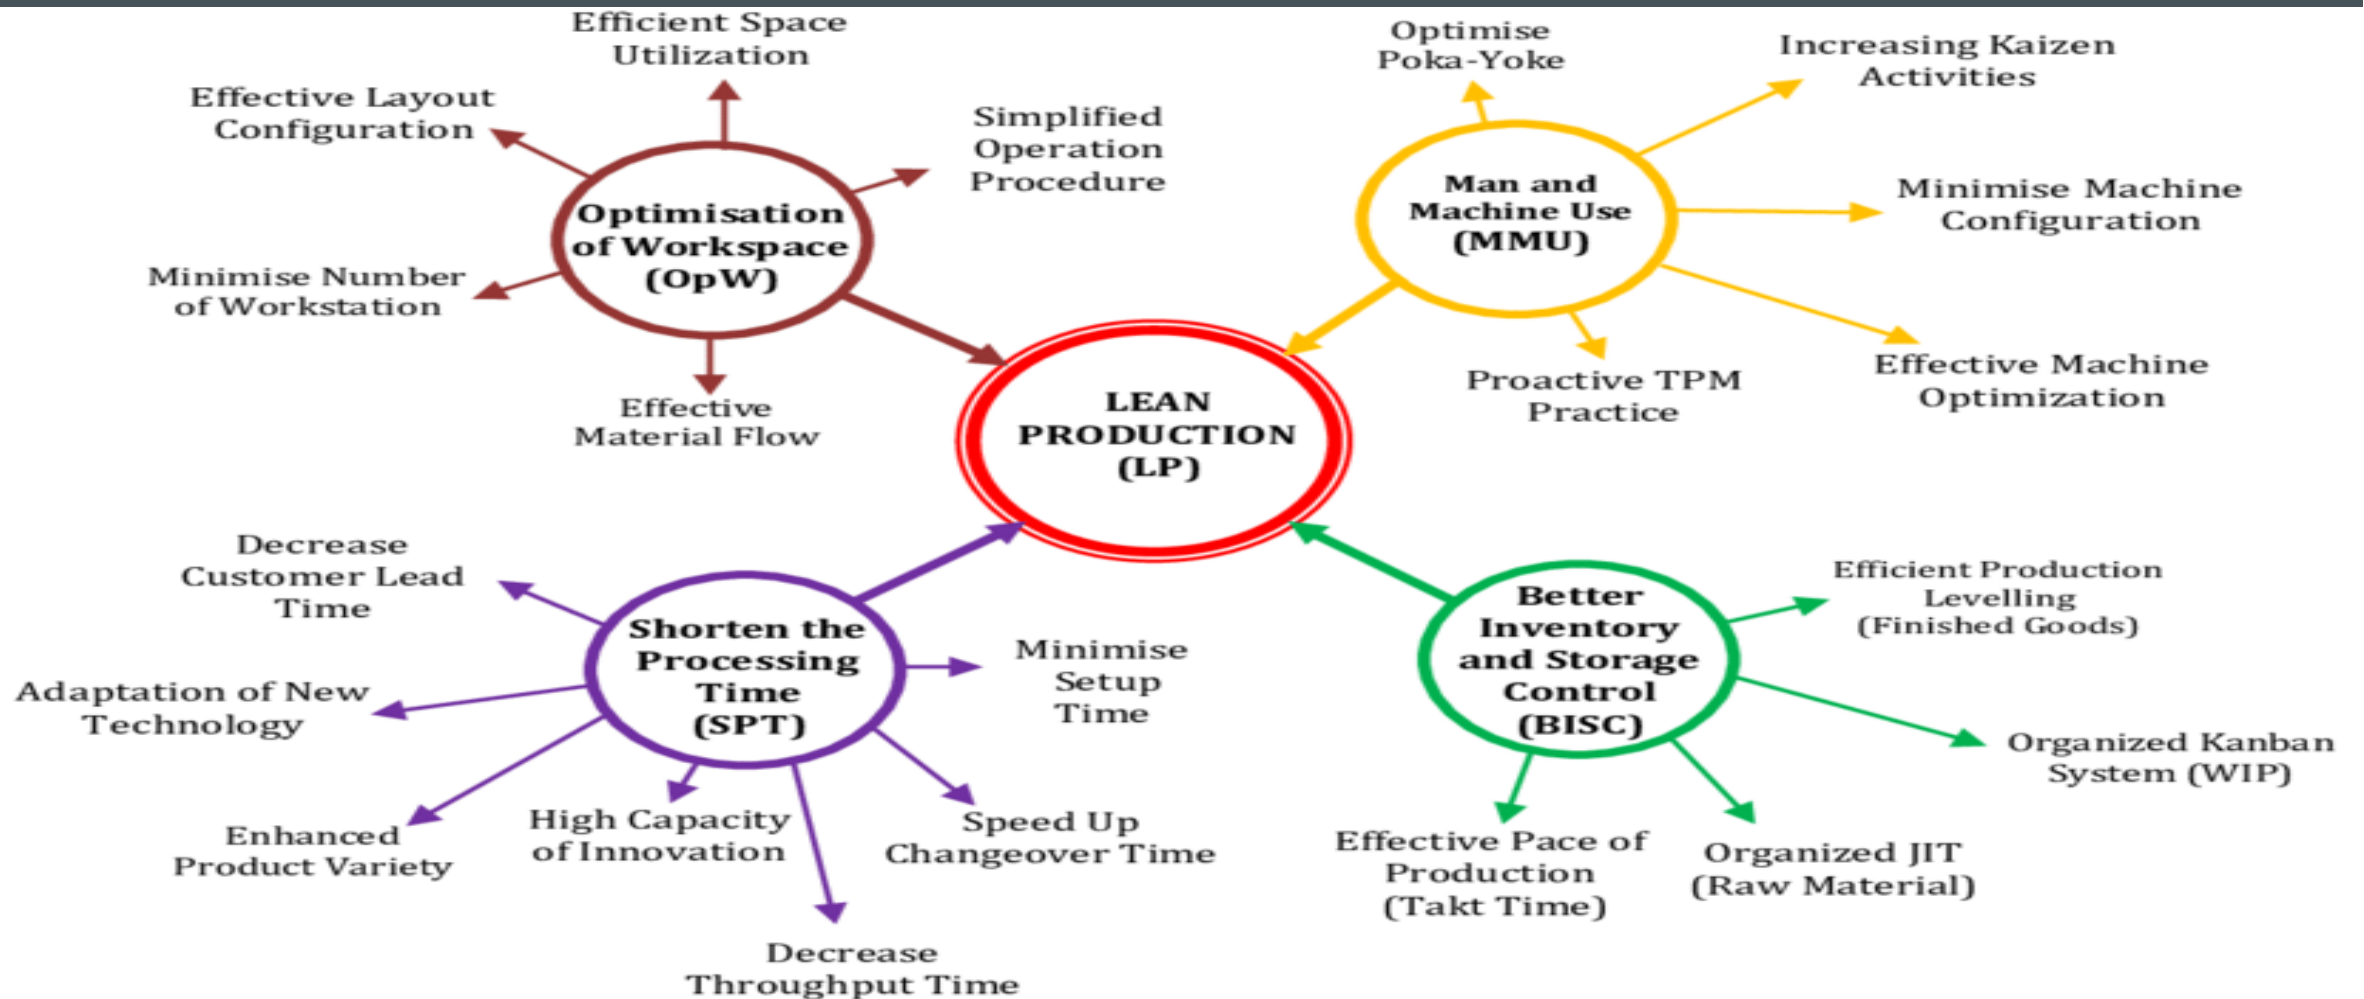 Efficient Space
Utilization
Effective Layout
Configuration
Simplified
Operation
Procedure
Optimisation
of Workspace
(OpW)
Minimise Number
of Workstation
Effective
Material Flow
Optimise
Poka-Yoke
Increasing Kaizen
Activities
Man and
Machine Use
(MMU)
Minimise Machine
Configuration
Effective Machine
Optimization
Proactive TPM
Practice
LEAN
PRODUCTION
(LP)
Decrease
Customer Lead
Time
Shorten the
Processing
Time
(SPT)
Minimise
Setup
Time
Adaptation of New
Technology
Enhanced
Product Variety
High Capacity
of Innovation
Speed Up
Changeover Time
Decrease
Throughput Time
Better
Inventory
and Storage
Control
(BISC)
Efficient Production
Levelling
(Finished Goods)
Organized Kanban
System (WIP)
Effective Pace of
Production
(Takt Time)
Organized JIT
(Raw Material)